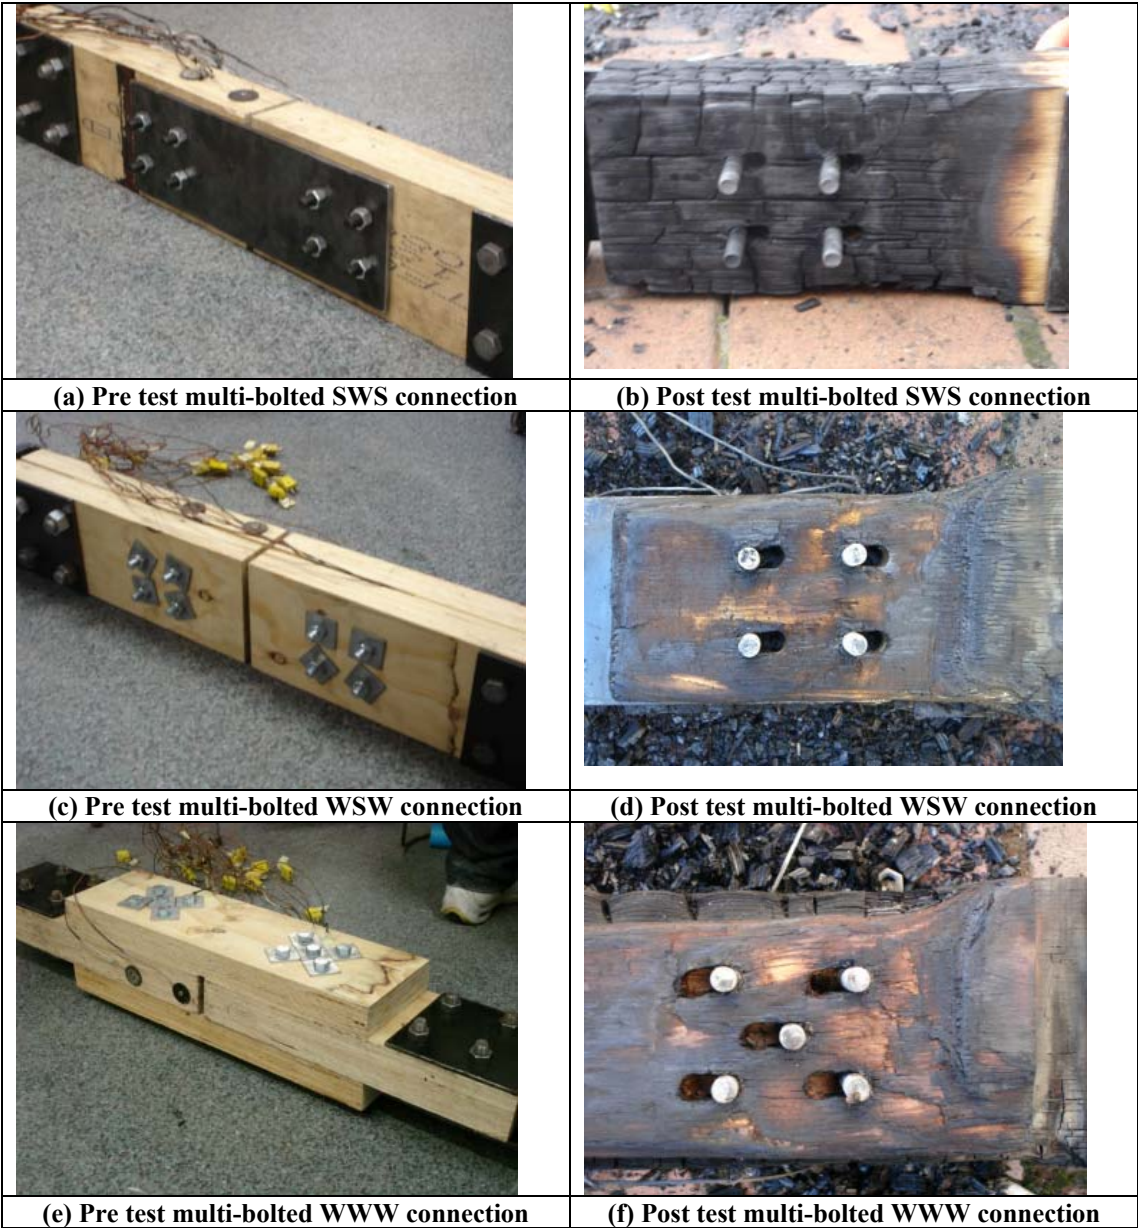 (a) Pre test multi-bolted SWS connection
(b) Post test multi-bolted SWS connection
(c) Pre test multi-bolted WSW connection
(d) Post test multi-bolted WSW connection
(e) Pre test multi-bolted WWW connection
(f) Post test multi-bolted WWW connection